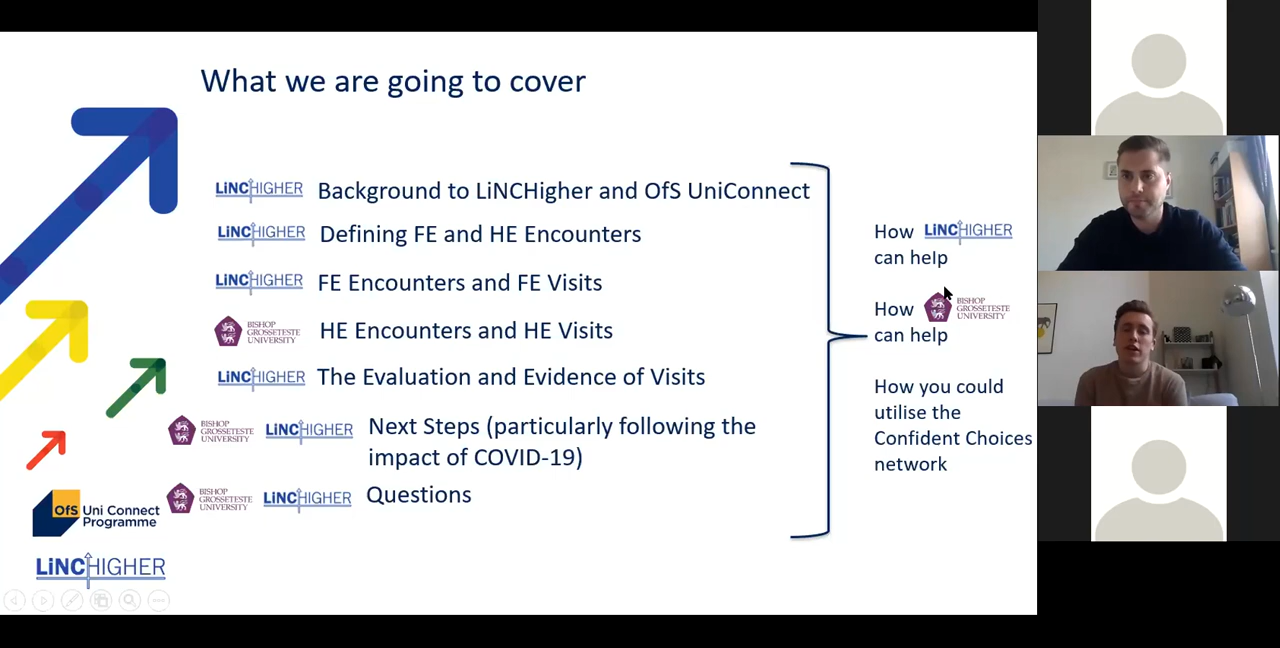 What we are going to cover
LiNCHIGHER Background to LiNCHigher and OfS UniConnect
LiNCHIGHER Defining FE and HE Encounters
LiNCHIGHER FE Encounters and FE Visits
BISHOP GROSSETESTE UNIVERSITY HE Encounters and HE Visits
LiNCHIGHER The Evaluation and Evidence of Visits
BISHOP GROSSETESTE UNIVERSITY LiNCHIGHER Next Steps (particularly following the
impact of COVID-19)
BISHOP GROSSETESTE UNIVERSITY LiNCHIGHER Questions
How LiNCHIGHER
can help
How BISHOP GROSSETESTE UNIVERSITY
can help
How you could
utilise the
Confident Choices
network
OfS Uni Connect
Programme
LiNCHIGHER